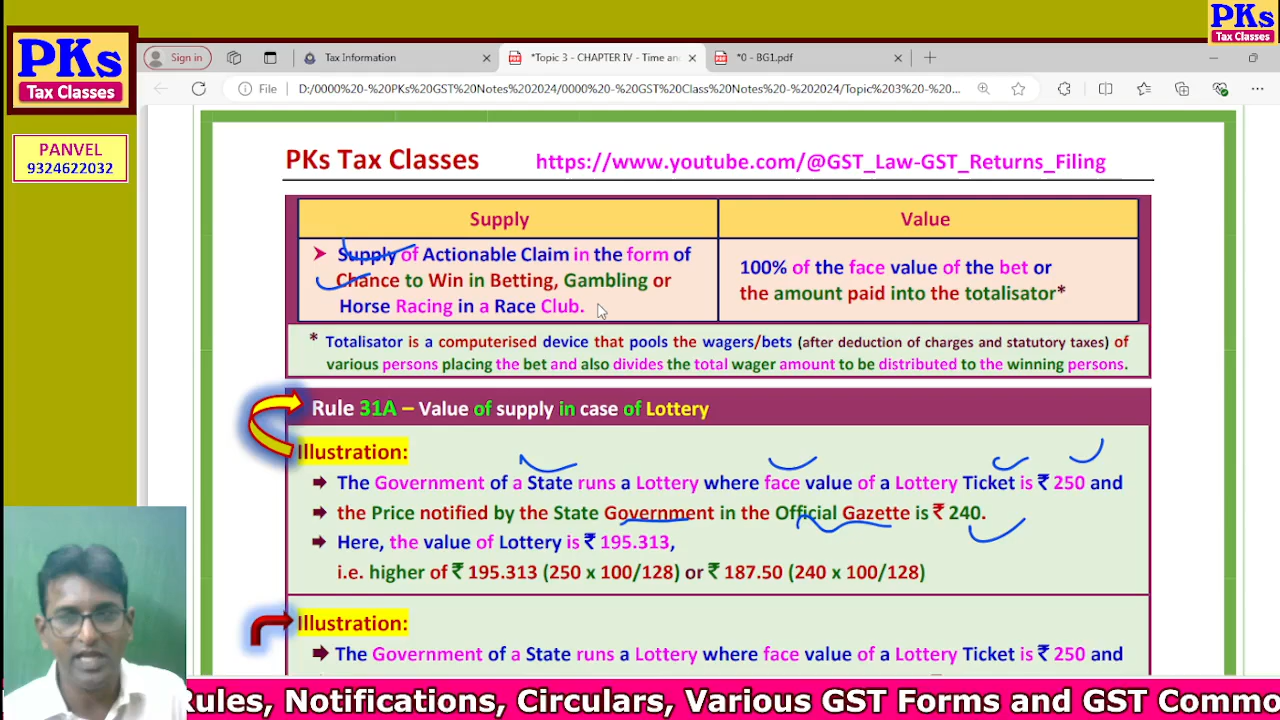 PKs
Tax Classes
PANVEL
9324622032
PKs
Tax Classes
Sign in
Tax Information
*Topic 3 - CHAPTER IV - Time an
*0 - BG1.pdf
File
D:/0000%20-%20PKs%20GST%20Notes%202024/0000%20-%20GST%20Class%20Notes%20-%202024/Topic%203%20-%20...
PKs Tax Classes https://www.youtube.com/@GST_Law-GST_Returns_Filing
Supply
Value
➤ Supply of Actionable Claim in the form of
Chance to Win in Betting, Gambling or
Horse Racing in a Race Club.
100% of the face value of the bet or
the amount paid into the totalisator*
* Totalisator is a computerised device that pools the wagers/bets (after deduction of charges and statutory taxes) of
various persons placing the bet and also divides the total wager amount to be distributed to the winning persons.
Rule 31A – Value of supply in case of Lottery
Illustration:
The Government of a State runs a Lottery where face value of a Lottery Ticket is ₹ 250 and
the Price notified by the State Government in the Official Gazette is ₹ 240.
Here, the value of Lottery is ₹ 195.313,
i.e. higher of ₹ 195.313 (250 x 100/128) or ₹ 187.50 (240 x 100/128)
Illustration:
The Government of a State runs a Lottery where face value of a Lottery Ticket is ₹ 250 and
Rules, Notifications, Circulars, Various GST Forms and GST Commo